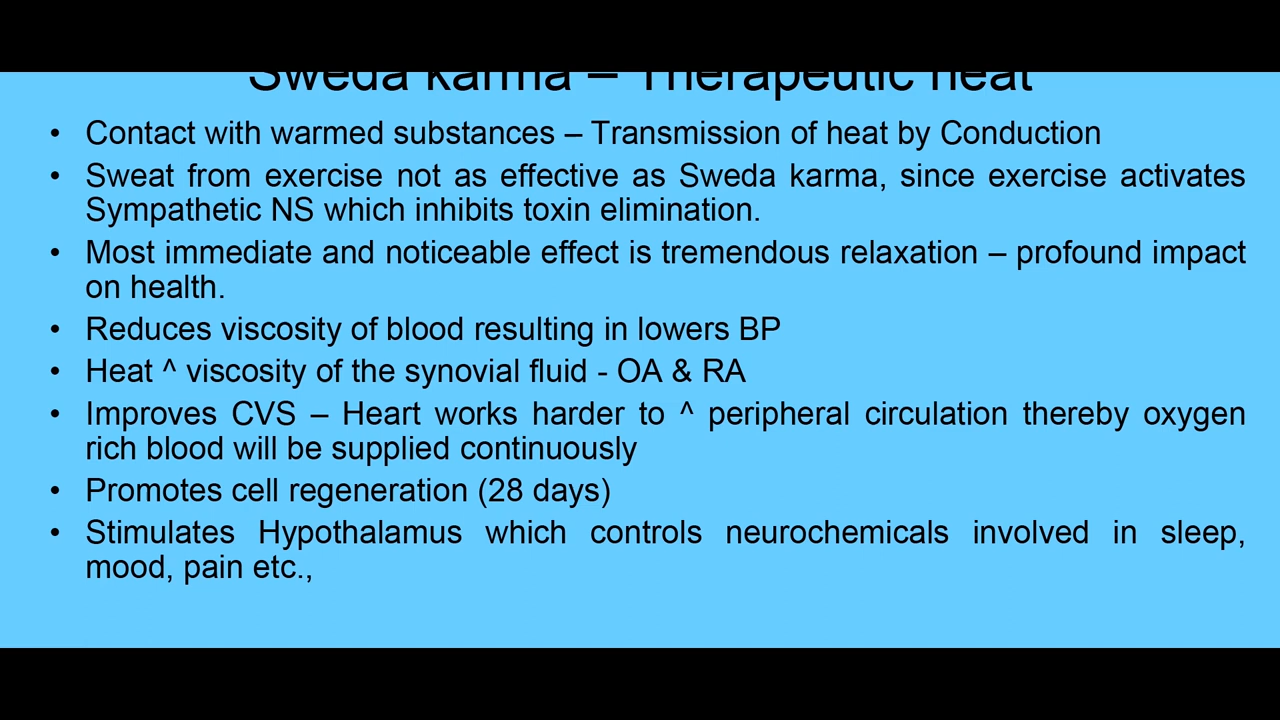 Sweda karma – Therapeutic heat
• Contact with warmed substances – Transmission of heat by Conduction
• Sweat from exercise not as effective as Sweda karma, since exercise activates
Sympathetic NS which inhibits toxin elimination.
• Most immediate and noticeable effect is tremendous relaxation – profound impact
on health.
• Reduces viscosity of blood resulting in lowers BP
• Heat ^ viscosity of the synovial fluid - OA & RA
• Improves CVS – Heart works harder to ^ peripheral circulation thereby oxygen
rich blood will be supplied continuously
• Promotes cell regeneration (28 days)
• Stimulates Hypothalamus which controls neurochemicals involved in sleep,
mood, pain etc.,